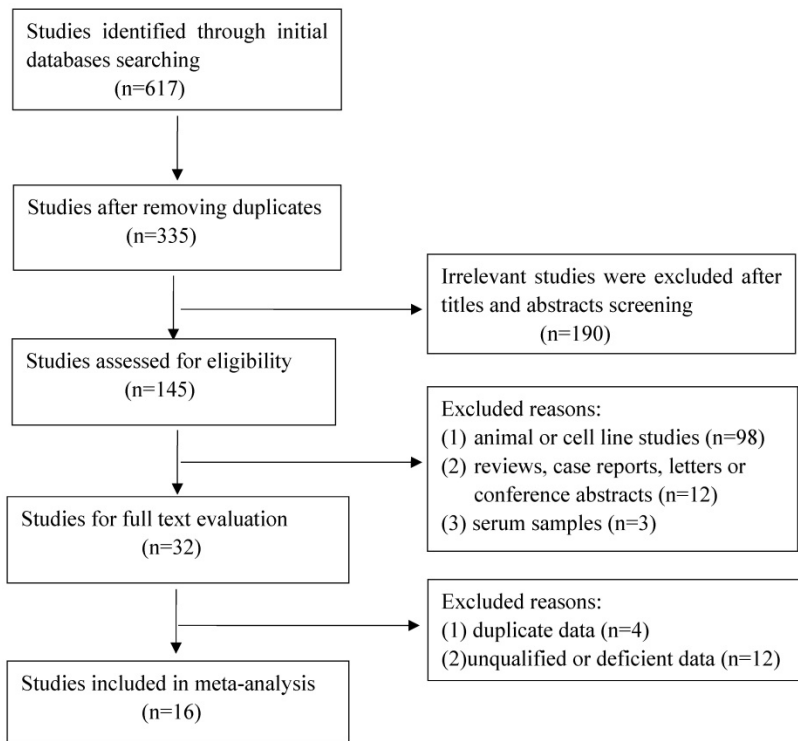 Studies identified through initial
databases searching
(n=617)
Studies after removing duplicates
(n=335)
Irrelevant studies were excluded after
titles and abstracts screening
(n=190)
Studies assessed for eligibility
(n=145)
Excluded reasons:
(1) animal or cell line studies (n=98)
(2) reviews, case reports, letters or
conference abstracts (n=12)
(3) serum samples (n=3)
Studies for full text evaluation
(n=32)
Excluded reasons:
(1) duplicate data (n=4)
(2)unqualified or deficient data (n=12)
Studies included in meta-analysis
(n=16)